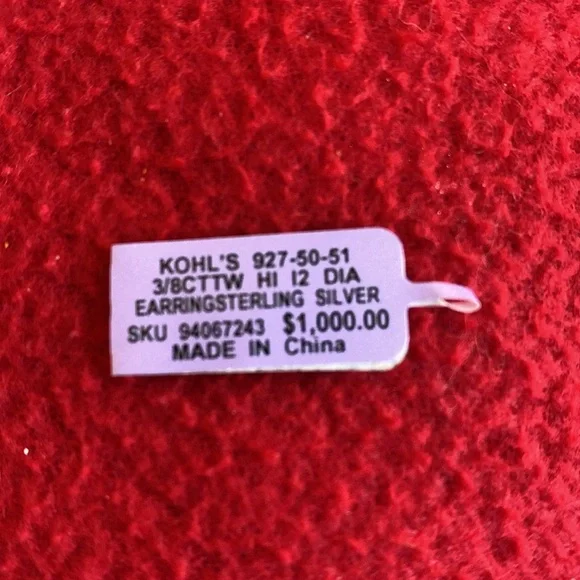 KOHL'S 927-50-51
3/8CTTW HI I2 DIA
EARRINGSTERLING SILVER
SKU 94067243 $1,000.00
MADE IN China